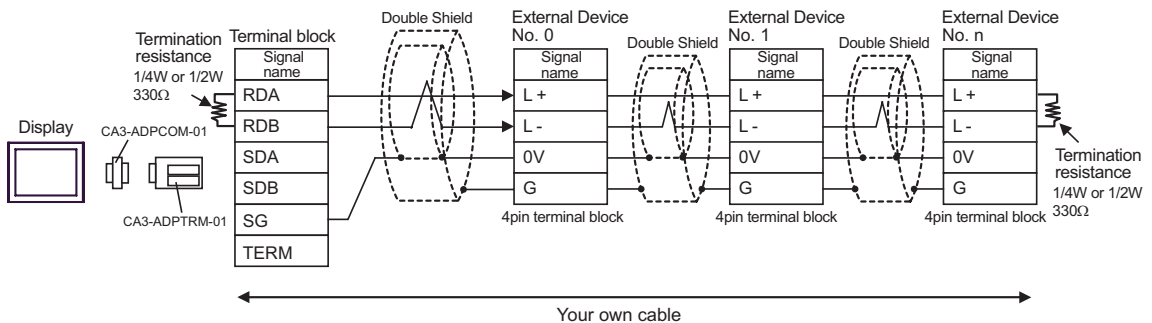 Display
CA3-ADPCOM-01
CA3-ADPTRM-01
Termination
resistance
1/4W or 1/2W
330Ω
Terminal block
Signal
name
RDA
RDB
SDA
SDB
SG
TERM
Double Shield
External Device
No. 0
Signal
name
L +
L -
0V
G
4pin terminal block
Double Shield
External Device
No. 1
Signal
name
L +
L -
0V
G
4pin terminal block
Double Shield
External Device
No. n
Signal
name
L +
L -
0V
G
4pin terminal block
Termination
resistance
1/4W or 1/2W
330Ω
Your own cable